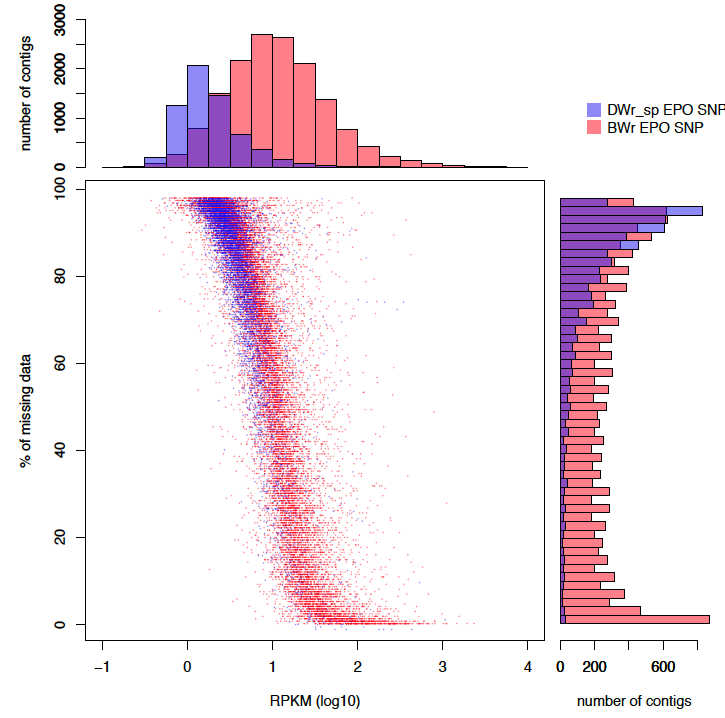 number of contigs
3000
2000
1000
0
DWr_sp EPO SNP
BWr EPO SNP
% of missing data
100
80
60
40
20
0
−1 0 1 2 3 4
RPKM (log10)
0 200 600
number of contigs